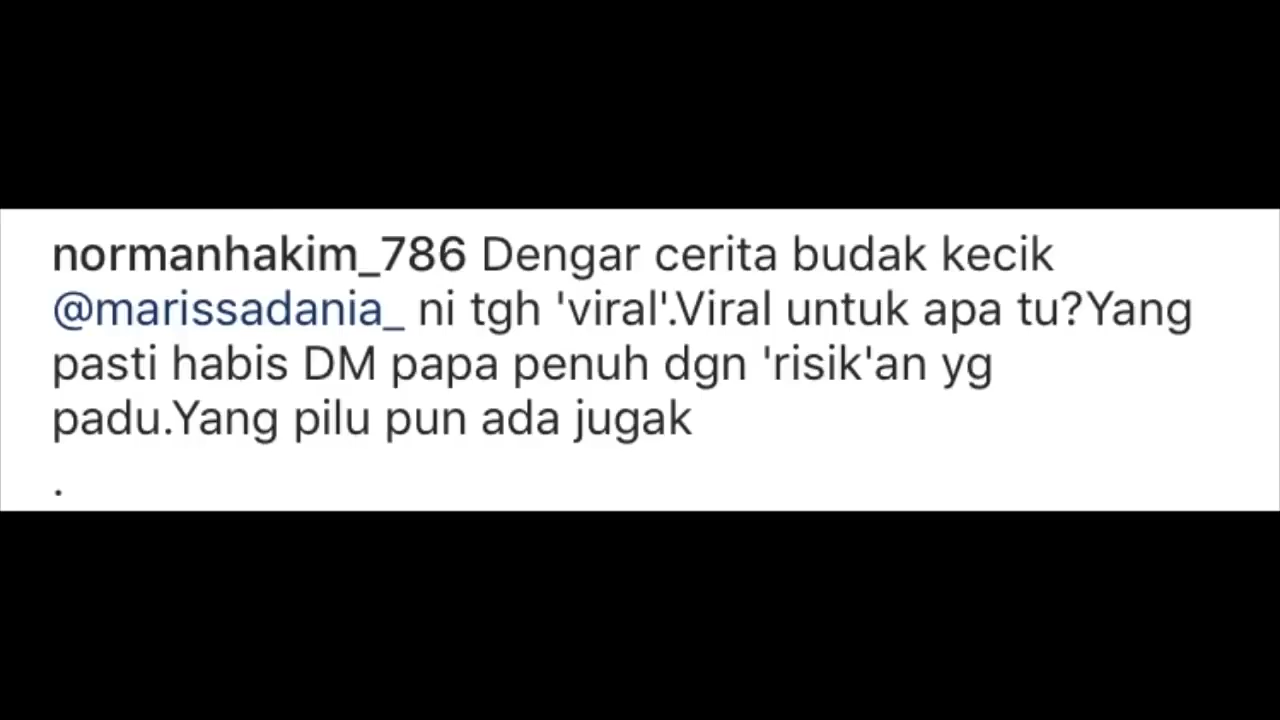 normanhakim_786 Dengar cerita budak kecik
@marissadania_ ni tgh 'viral'.Viral untuk apa tu?Yang
pasti habis DM papa penuh dgn 'risik'an yg
padu.Yang pilu pun ada jugak
.